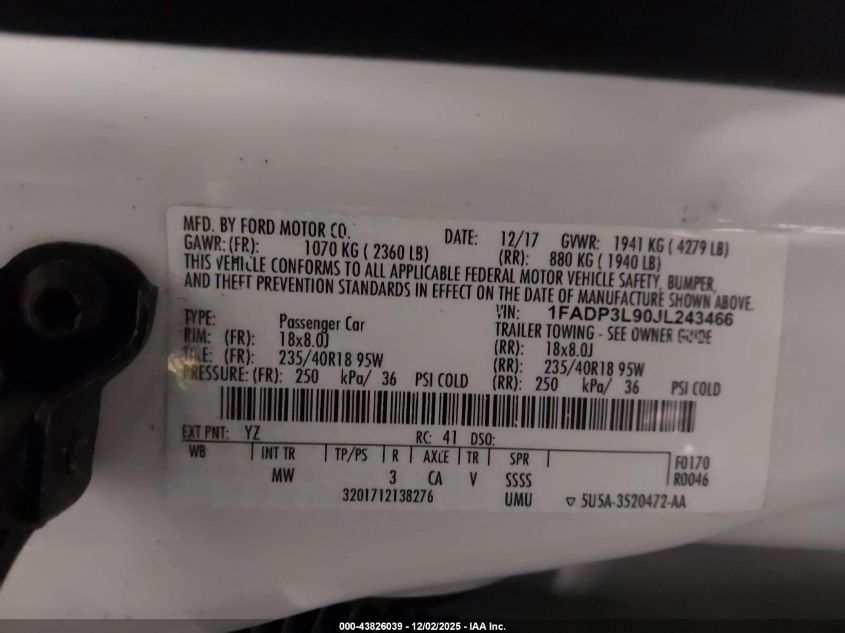 MFD. BY FORD MOTOR CO. DATE: 12/17 GVWR: 1941 KG ( 4279 LB)
GAWR: (FR): 1070 KG ( 2360 LB) (RR): 880 KG ( 1940 LB)
THIS VEHICLE CONFORMS TO ALL APPLICABLE FEDERAL MOTOR VEHICLE SAFETY, BUMPER,
AND THEFT PREVENTION STANDARDS IN EFFECT ON THE DATE OF MANUFACTURE SHOWN ABOVE.
VIN: 1FADP3L90JL243466
TYPE: Passenger Car TRAILER TOWING - SEE OWNER GUIDE
RIM: (FR): 18x8.0J (RR): 18x8.0J
TIRE: (FR): 235/40R18 95W (RR): 235/40R18 95W
PRESSURE: (FR): 250 kPa/ 36 PSI COLD (RR): 250 kPa/ 36 PSI COLD
EXT PNT: YZ RC: 41 DSO:
WB INT TR TP/PS R AXLE TR SPR F0170
MW 3 CA V SSSS R0046
3201712138276 UMU ▽ 5U5A-3520472-AA
000-43826039 - 12/02/2025 - IAA Inc.